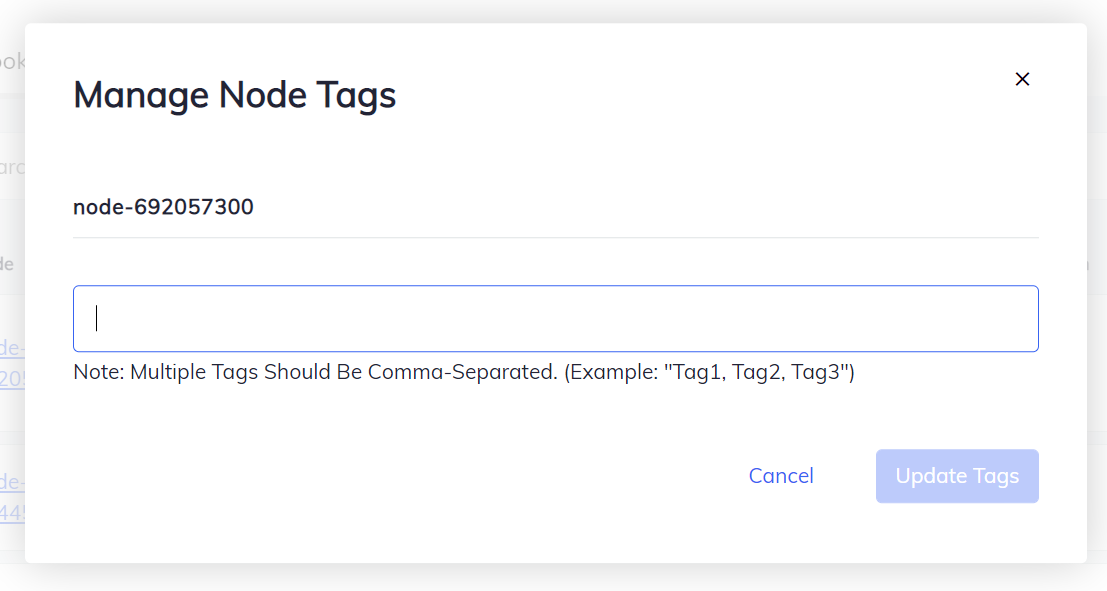 Manage Node Tags
node-692057300
Note: Multiple Tags Should Be Comma-Separated. (Example: "Tag1, Tag2, Tag3")
Cancel
Update Tags